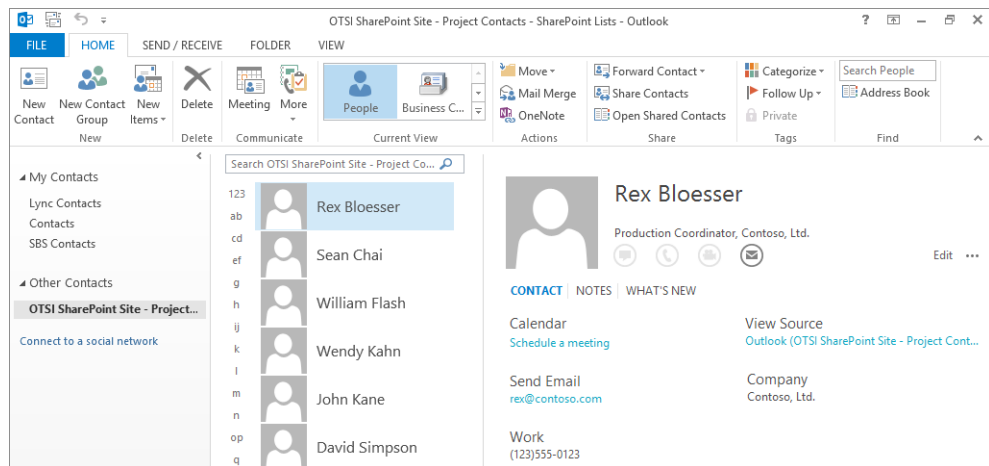 OTSI SharePoint Site - Project Contacts - SharePoint Lists - Outlook
FILE HOME SEND / RECEIVE FOLDER VIEW
New Contact
New Contact Group
New Items
Delete
Meeting
More
People
Business C...
Move
Mail Merge
OneNote
Forward Contact
Share Contacts
Open Shared Contacts
Categorize
Follow Up
Private
Search People
Address Book
New Delete Communicate Current View Actions Share Tags Find
My Contacts
Lync Contacts
Contacts
SBS Contacts
Other Contacts
OTSI SharePoint Site - Project...
Connect to a social network
Search OTSI SharePoint Site - Project Co...
123
ab
cd
ef
g
h
ij
k
l
m
n
op
q
Rex Bloesser
Sean Chai
William Flash
Wendy Kahn
John Kane
David Simpson
Rex Bloesser
Production Coordinator, Contoso, Ltd.
Edit
CONTACT NOTES WHAT'S NEW
Calendar
Schedule a meeting
View Source
Outlook (OTSI SharePoint Site - Project Cont...
Send Email
rex@contoso.com
Company
Contoso, Ltd.
Work
(123)555-0123